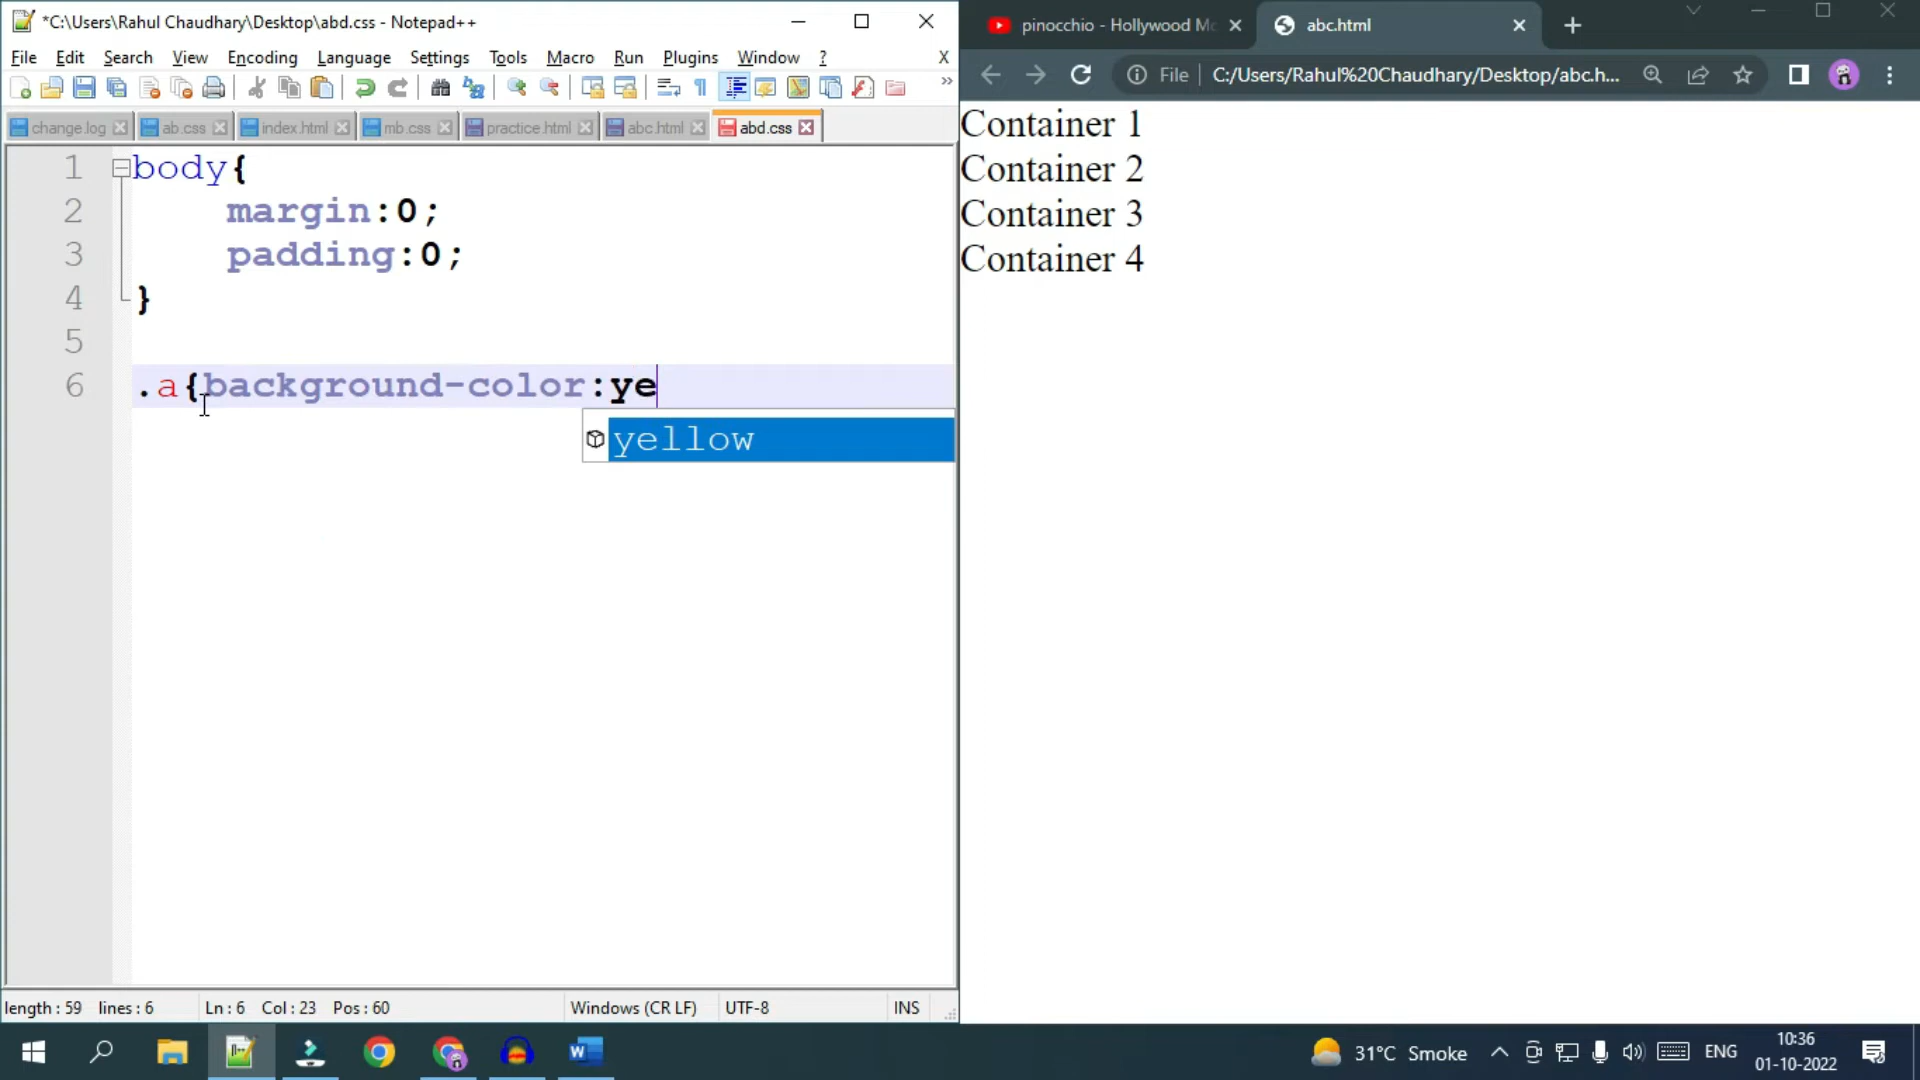 *C:\Users\Rahul Chaudhary\Desktop\abd.css - Notepad++
File Edit Search View Encoding Language Settings Tools Macro Run Plugins Window ? X
change.log ab.css index.html mb.css practice.html abc.html abd.css
1 body{
2 margin:0;
3 padding:0;
4 }
5
6 .a{background-color:ye
yellow
length : 59 lines : 6 Ln : 6 Col : 23 Pos : 60 Windows (CR LF) UTF-8 INS
pinocchio - Hollywood Mo abc.html
File C:/Users/Rahul%20Chaudhary/Desktop/abc.h...
Container 1
Container 2
Container 3
Container 4
31°C Smoke ENG 10:36
01-10-2022